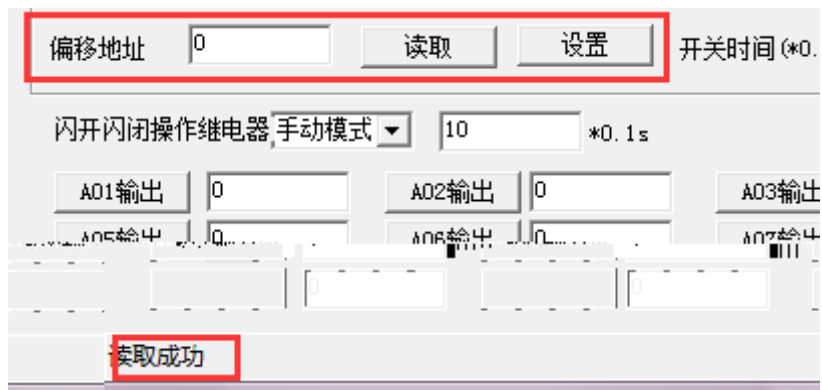 偏移地址 0 读取 设置 开关时间(*0.
闪开闪闭操作继电器 手动模式 10 *0.1s
A01输出 0 A02输出 0 A03输出
A05输出 0 A06输出 0 A07输出
0 0
读取成功